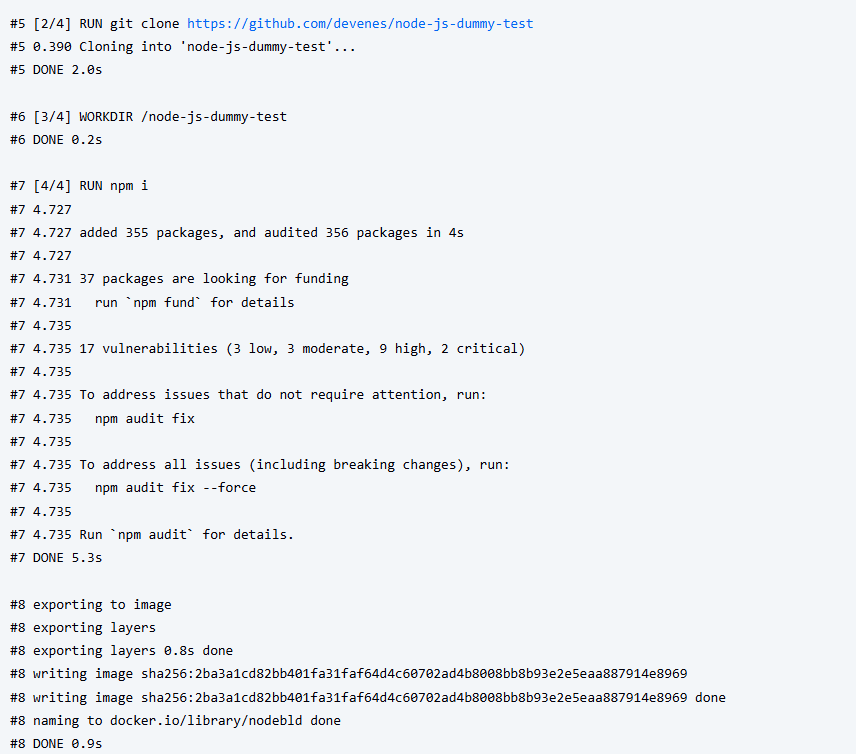 #5 [2/4] RUN git clone https://github.com/devenes/node-js-dummy-test
#5 0.390 Cloning into 'node-js-dummy-test'...
#5 DONE 2.0s
#6 [3/4] WORKDIR /node-js-dummy-test
#6 DONE 0.2s
#7 [4/4] RUN npm i
#7 4.727
#7 4.727 added 355 packages, and audited 356 packages in 4s
#7 4.727
#7 4.731 37 packages are looking for funding
#7 4.731   run `npm fund` for details
#7 4.735
#7 4.735 17 vulnerabilities (3 low, 3 moderate, 9 high, 2 critical)
#7 4.735
#7 4.735 To address issues that do not require attention, run:
#7 4.735   npm audit fix
#7 4.735
#7 4.735 To address all issues (including breaking changes), run:
#7 4.735   npm audit fix --force
#7 4.735
#7 4.735 Run `npm audit` for details.
#7 DONE 5.3s
#8 exporting to image
#8 exporting layers
#8 exporting layers 0.8s done
#8 writing image sha256:2ba3a1cd82bb401fa31faf64d4c60702ad4b8008bb8b93e2e5eaa887914e8969
#8 writing image sha256:2ba3a1cd82bb401fa31faf64d4c60702ad4b8008bb8b93e2e5eaa887914e8969 done
#8 naming to docker.io/library/nodebld done
#8 DONE 0.9s